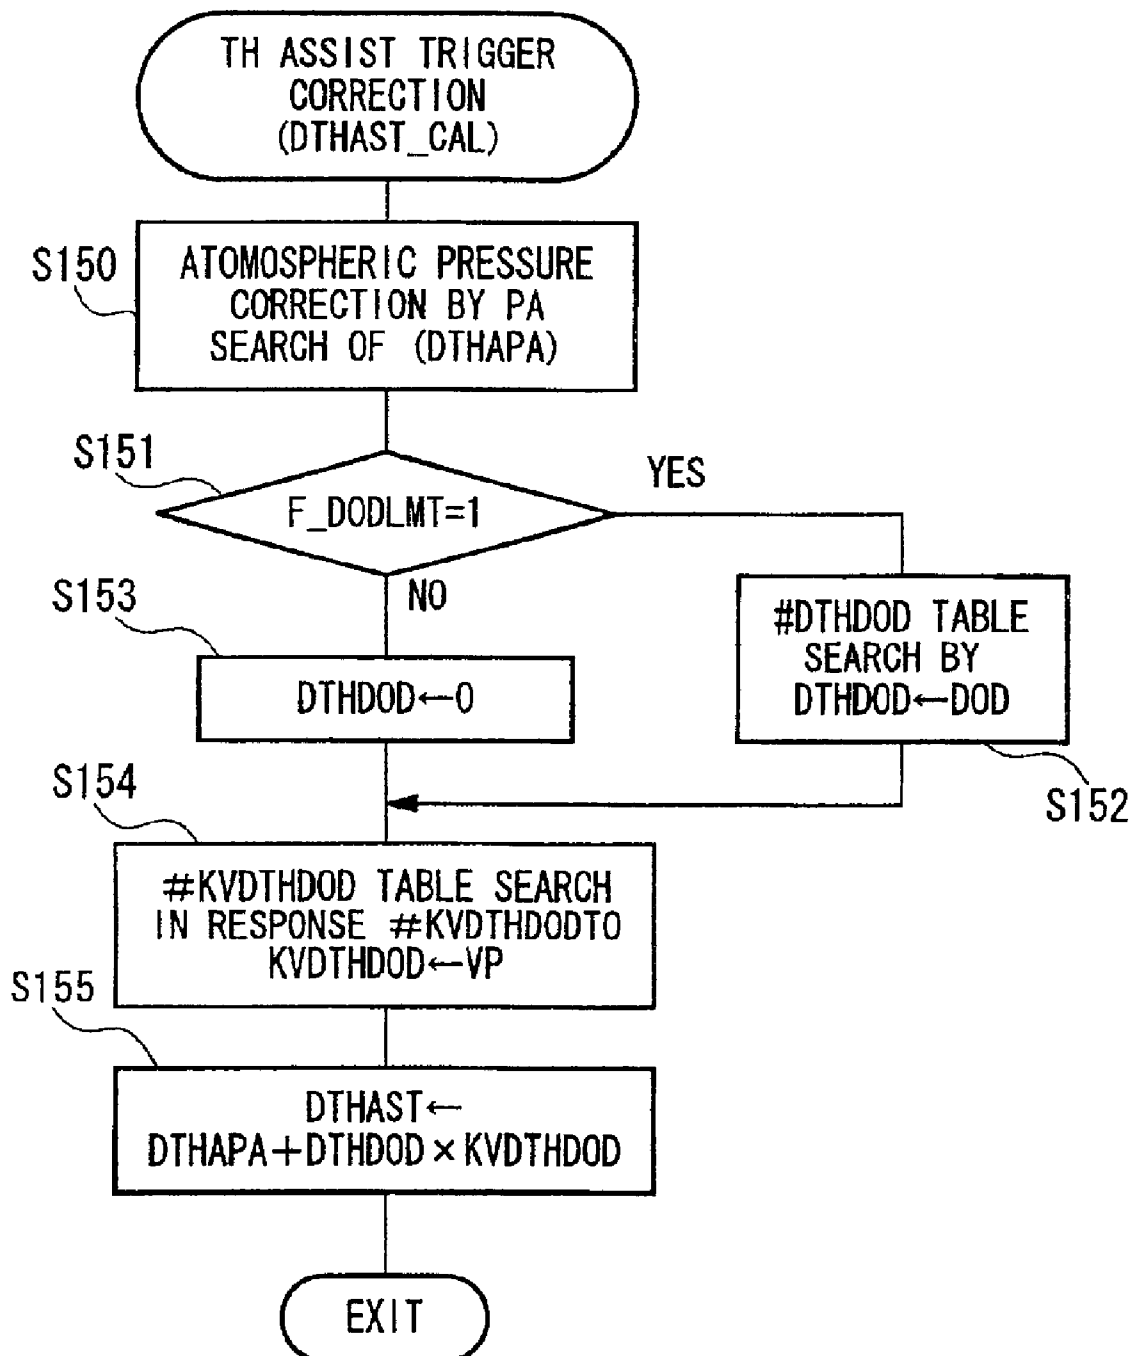 TH ASSIST TRIGGER
CORRECTION
(DTHAST_CAL)
S150
ATOMOSPHERIC PRESSURE
CORRECTION BY PA
SEARCH OF (DTHAPA)
S151
F_DODLMT=1
YES
NO
S153
DTHDOD←0
#DTHDOD TABLE
SEARCH BY
DTHDOD←DOD
S152
S154
#KVDTHDOD TABLE SEARCH
IN RESPONSE #KVDTHDODTO
KVDTHDOD←VP
S155
DTHAST←
DTHAPA+DTHDOD×KVDTHDOD
EXIT